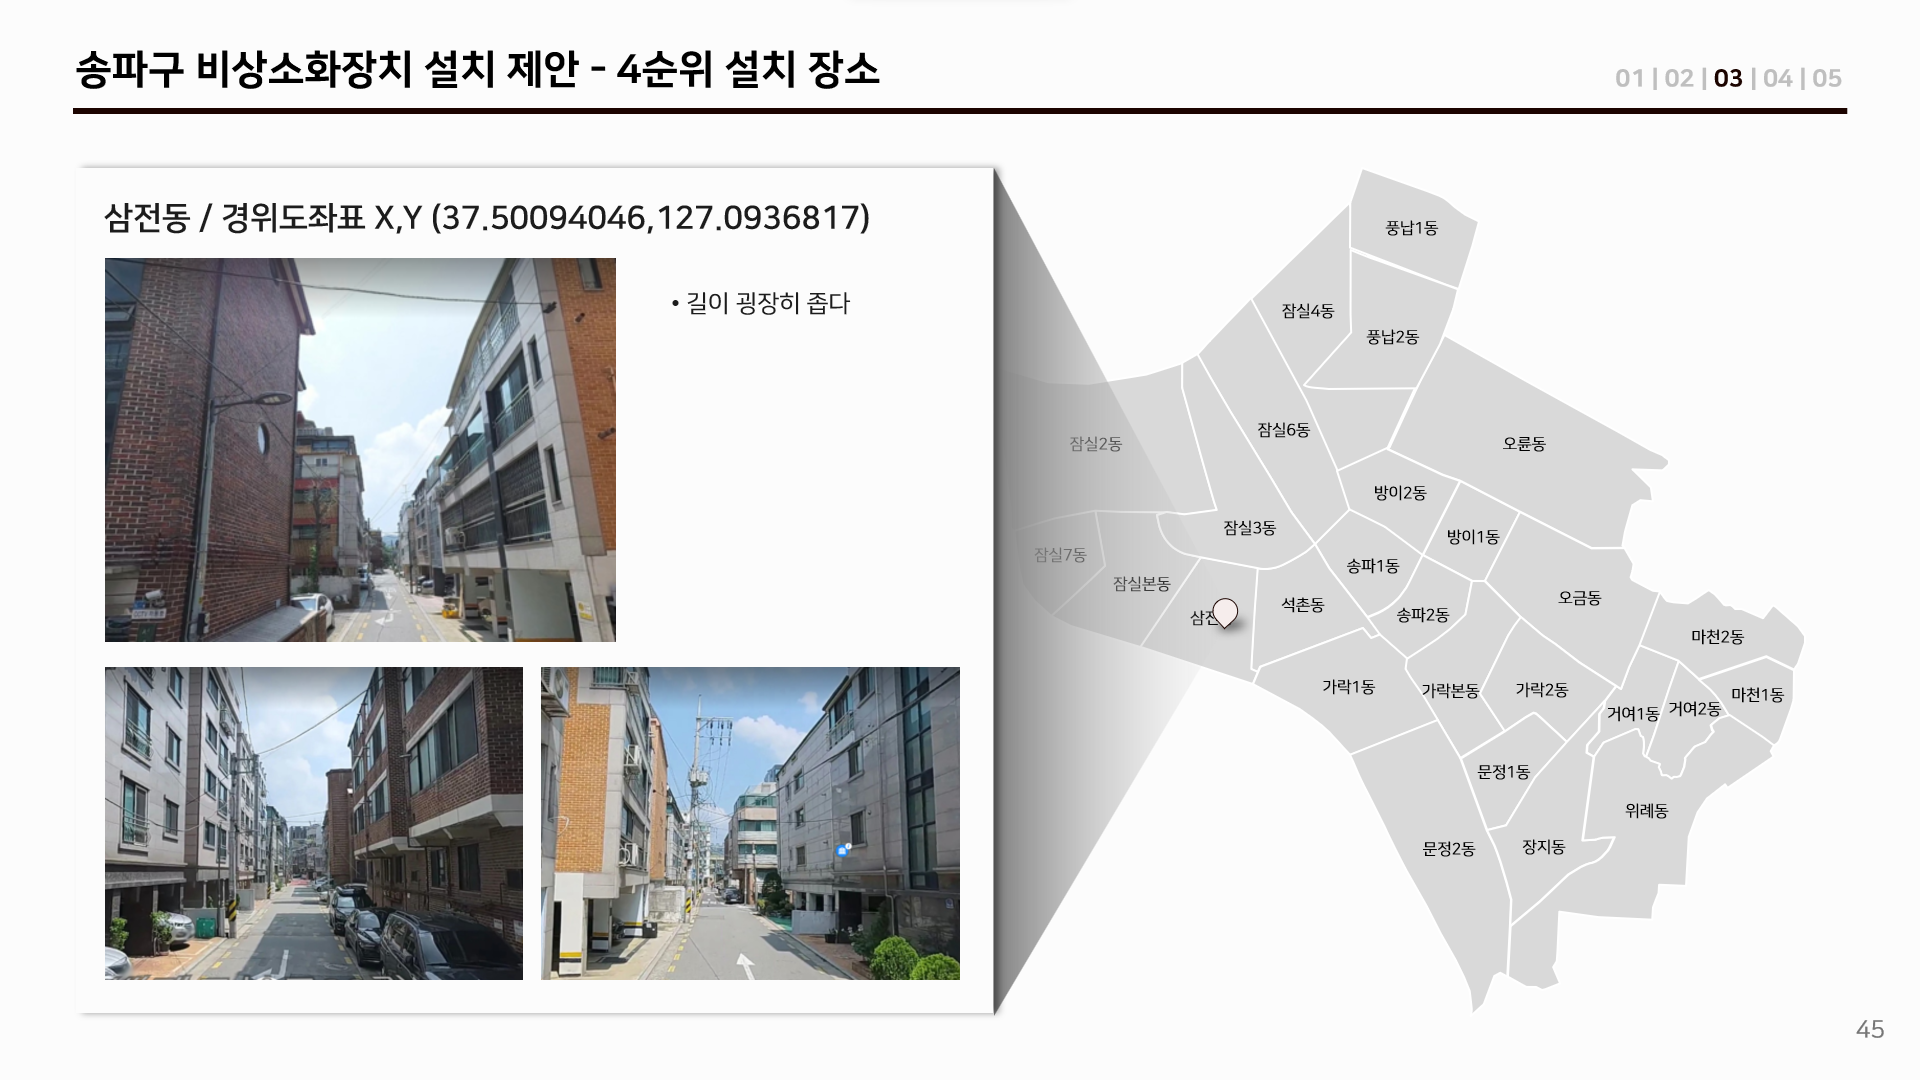 송파구 비상소화장치 설치 제안 - 4순위 설치 장소
01 | 02 | 03 | 04 | 05
삼전동 / 경위도좌표 X,Y (37.50094046,127.0936817)
• 길이 굉장히 좁다
풍납1동
잠실4동
풍납2동
잠실6동
잠실2동
오륜동
방이2동
잠실3동
방이1동
잠실7동
송파1동
잠실본동
오금동
석촌동
송파2동
삼전
마천2동
가락1동
가락본동
가락2동
마천1동
거여1동
거여2동
문정1동
위례동
문정2동
장지동
45